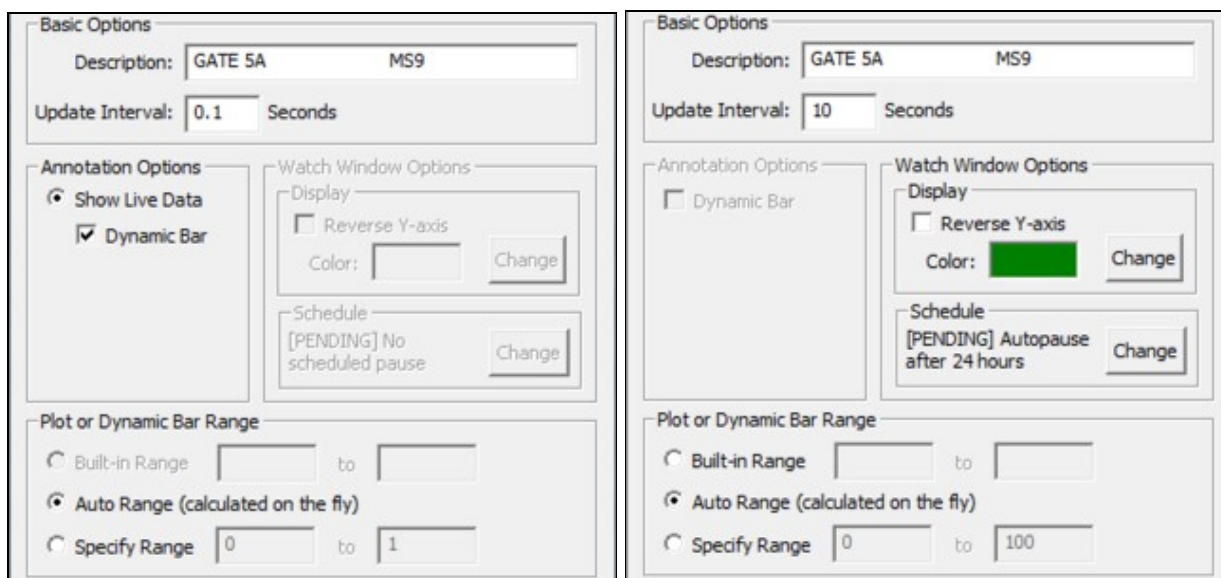 Basic Options
Description: GATE 5A MS9
Update Interval: 0.1 Seconds
Annotation Options
Show Live Data
Dynamic Bar
Watch Window Options
Display
Reverse Y-axis
Color: Change
Schedule
[PENDING] No
scheduled pause
Change
Plot or Dynamic Bar Range
Built-in Range to
Auto Range (calculated on the fly)
Specify Range 0 to 1
Basic Options
Description: GATE 5A MS9
Update Interval: 10 Seconds
Annotation Options
Dynamic Bar
Watch Window Options
Display
Reverse Y-axis
Color: Change
Schedule
[PENDING] Autopause
after 24 hours
Change
Plot or Dynamic Bar Range
Built-in Range to
Auto Range (calculated on the fly)
Specify Range 0 to 100